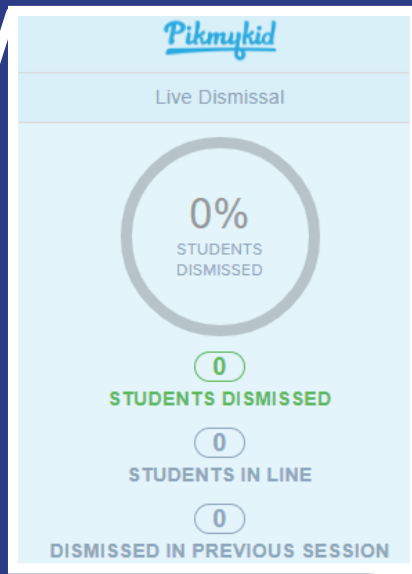 Pikmykid
Live Dismissal
0%
STUDENTS
DISMISSED
0
STUDENTS DISMISSED
0
STUDENTS IN LINE
0
DISMISSED IN PREVIOUS SESSION